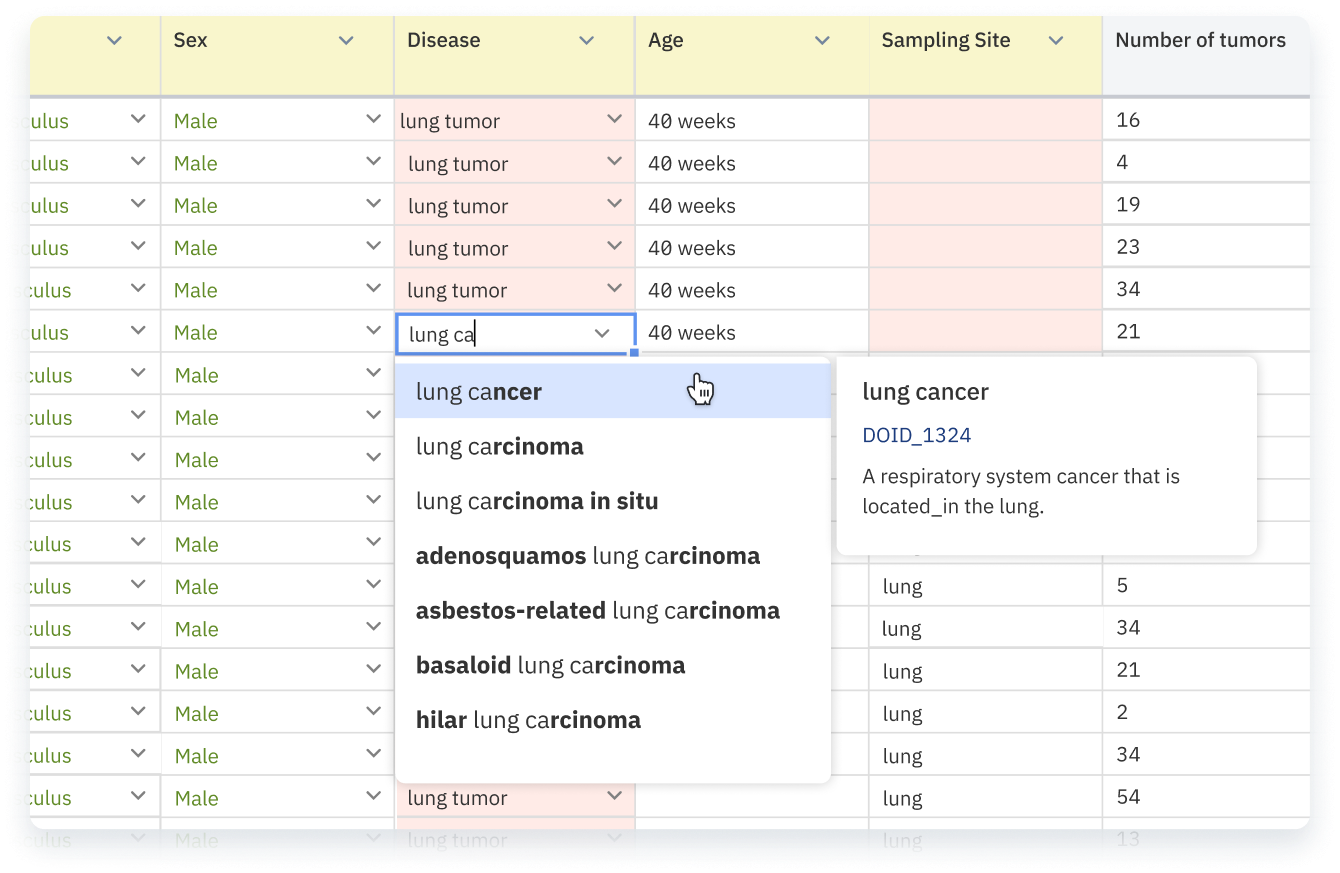 Sex Disease Age Sampling Site Number of tumors
culus Male lung tumor 40 weeks 16
culus Male lung tumor 40 weeks 4
culus Male lung tumor 40 weeks 19
culus Male lung tumor 40 weeks 23
culus Male lung tumor 40 weeks 34
culus Male lung ca 40 weeks 21
culus Male
culus Male
culus Male
culus Male
culus Male
culus Male lung 5
culus Male lung 34
culus Male lung 21
culus Male lung 2
culus Male lung 34
culus Male lung tumor lung 54
culus Male lung tumor lung 13
lung cancer
lung carcinoma
lung carcinoma in situ
adenosquamos lung carcinoma
asbestos-related lung carcinoma
basaloid lung carcinoma
hilar lung carcinoma
lung cancer
DOID_1324
A respiratory system cancer that is
located_in the lung.